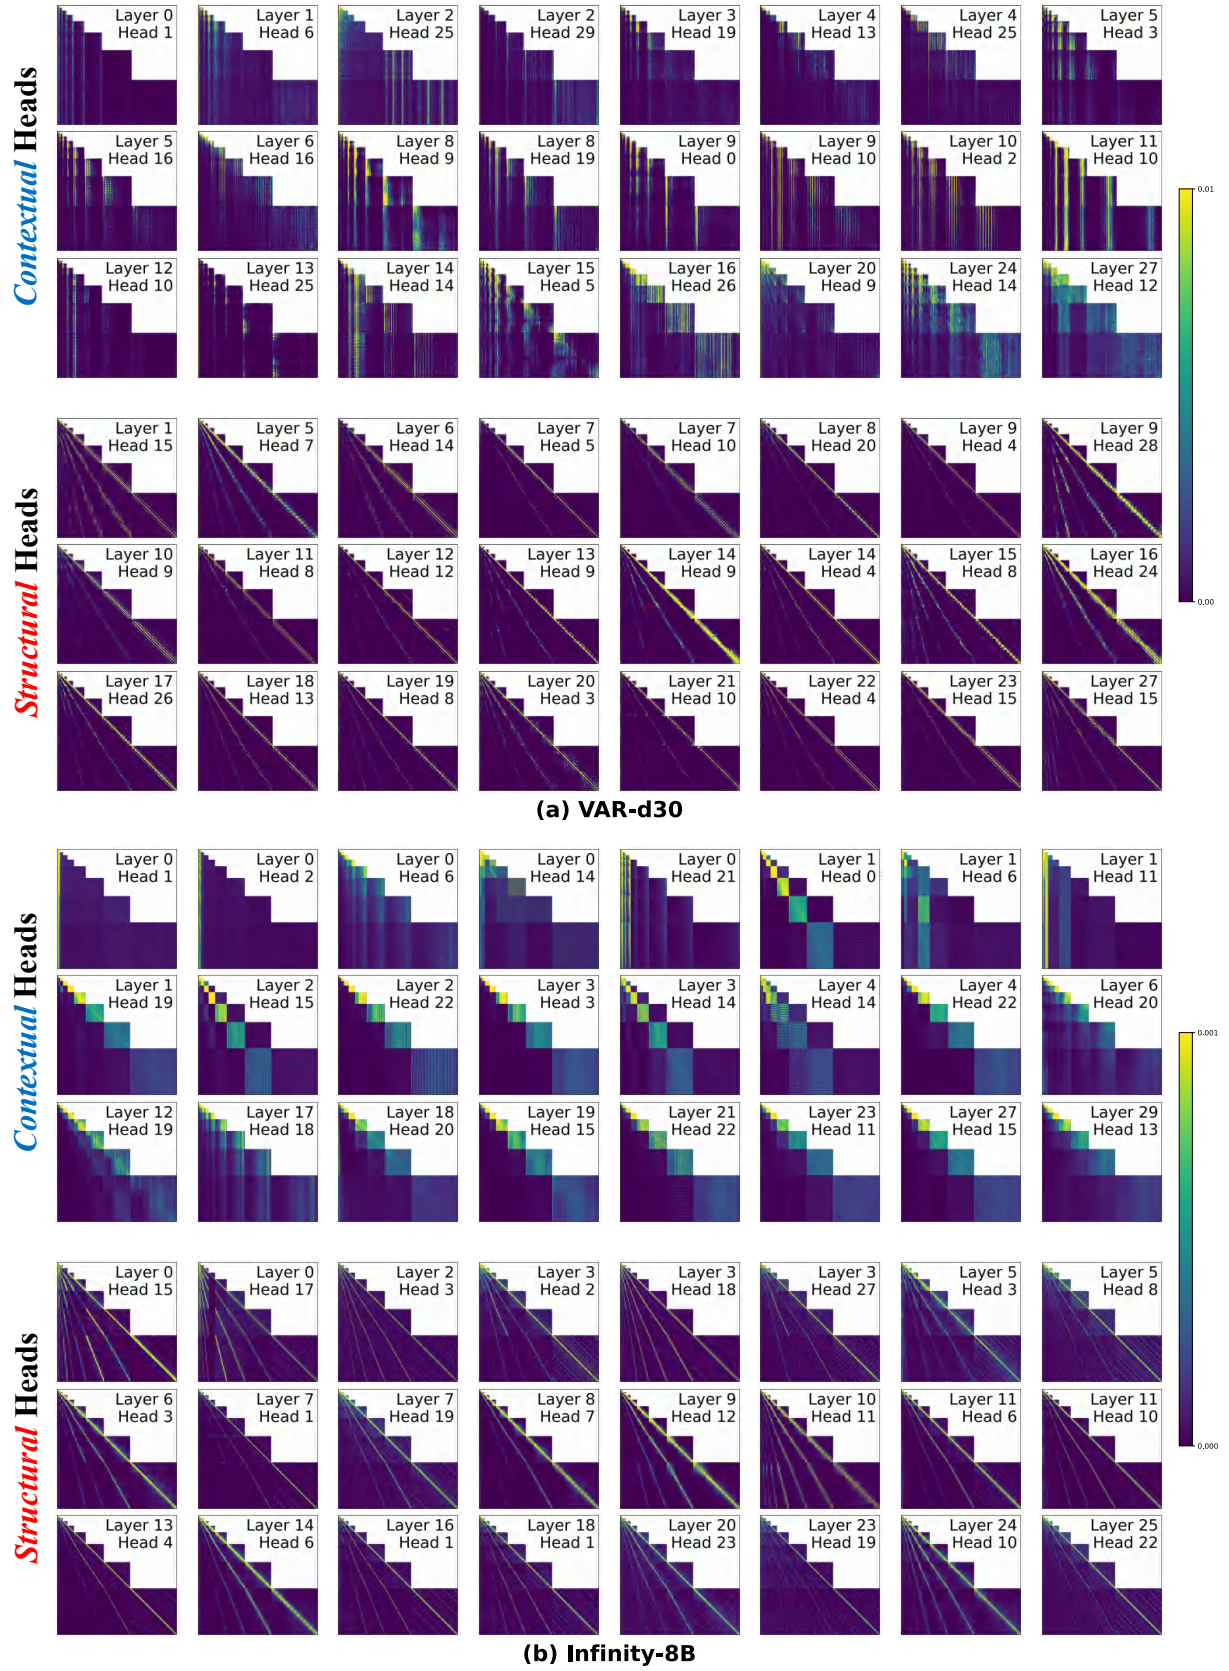 Contextual Heads
Layer 0
Head 1
Layer 1
Head 6
Layer 2
Head 25
Layer 2
Head 29
Layer 3
Head 19
Layer 4
Head 13
Layer 4
Head 25
Layer 5
Head 3
Layer 5
Head 16
Layer 6
Head 16
Layer 8
Head 9
Layer 8
Head 19
Layer 9
Head 0
Layer 9
Head 10
Layer 10
Head 2
Layer 11
Head 10
Layer 12
Head 10
Layer 13
Head 25
Layer 14
Head 14
Layer 15
Head 5
Layer 16
Head 26
Layer 20
Head 9
Layer 24
Head 14
Layer 27
Head 12
Structural Heads
Layer 1
Head 15
Layer 5
Head 7
Layer 6
Head 14
Layer 7
Head 5
Layer 7
Head 10
Layer 8
Head 20
Layer 9
Head 4
Layer 9
Head 28
Layer 10
Head 9
Layer 11
Head 8
Layer 12
Head 12
Layer 13
Head 9
Layer 14
Head 9
Layer 14
Head 4
Layer 15
Head 8
Layer 16
Head 24
Layer 17
Head 26
Layer 18
Head 13
Layer 19
Head 8
Layer 20
Head 3
Layer 21
Head 10
Layer 22
Head 4
Layer 23
Head 15
Layer 27
Head 15
0.01
0.00
(a) VAR-d30
Contextual Heads
Layer 0
Head 1
Layer 0
Head 2
Layer 0
Head 6
Layer 0
Head 14
Layer 0
Head 21
Layer 1
Head 0
Layer 1
Head 6
Layer 1
Head 11
Layer 1
Head 19
Layer 2
Head 15
Layer 2
Head 22
Layer 3
Head 3
Layer 3
Head 14
Layer 4
Head 14
Layer 4
Head 22
Layer 6
Head 20
Layer 12
Head 19
Layer 17
Head 18
Layer 18
Head 20
Layer 19
Head 15
Layer 21
Head 22
Layer 23
Head 11
Layer 27
Head 15
Layer 29
Head 13
Structural Heads
Layer 0
Head 15
Layer 0
Head 17
Layer 2
Head 3
Layer 3
Head 2
Layer 3
Head 18
Layer 3
Head 27
Layer 5
Head 3
Layer 5
Head 8
Layer 6
Head 3
Layer 7
Head 1
Layer 7
Head 19
Layer 8
Head 7
Layer 9
Head 12
Layer 10
Head 11
Layer 11
Head 6
Layer 11
Head 10
Layer 13
Head 4
Layer 14
Head 6
Layer 16
Head 1
Layer 18
Head 1
Layer 20
Head 23
Layer 23
Head 19
Layer 24
Head 10
Layer 25
Head 22
0.001
0.000
(b) Infinity-8B